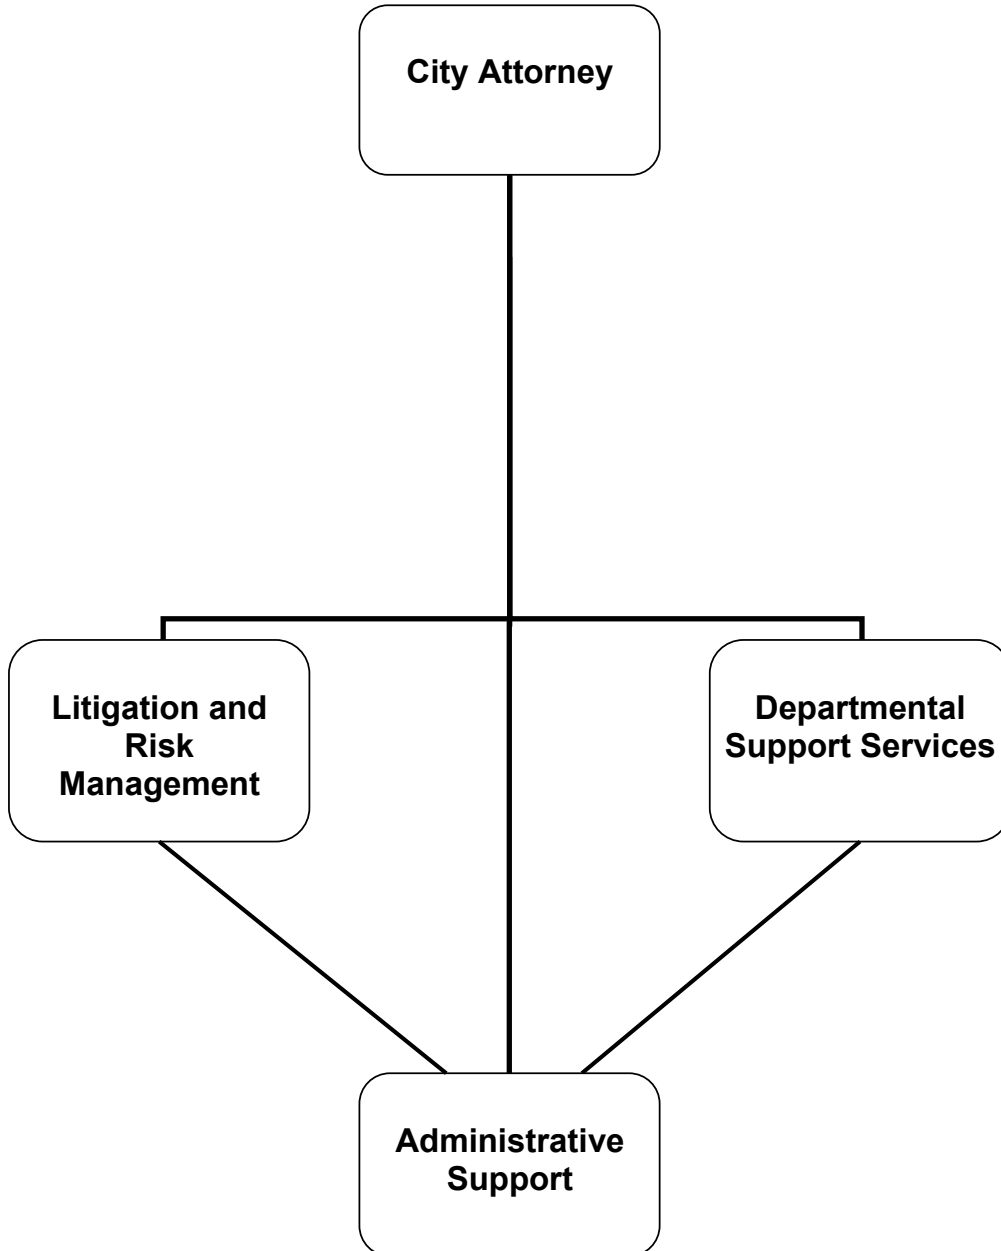 City Attorney
Litigation and
Risk
Management
Departmental
Support Services
Administrative
Support